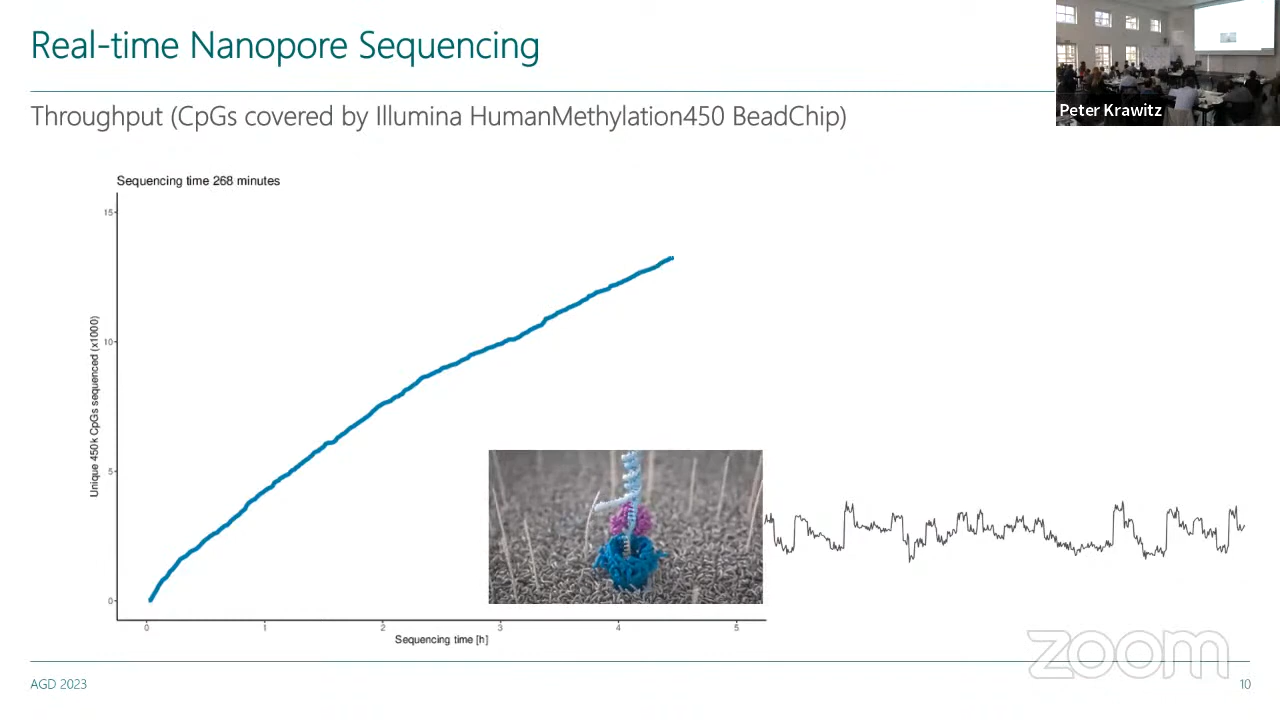 Real-time Nanopore Sequencing
Peter Krawitz
Throughput (CpGs covered by Illumina HumanMethylation450 BeadChip)
Sequencing time 268 minutes
15
10
5
0
Unique 450k CpGs sequenced (x1000)
0 1 2 3 4 5
Sequencing time [h]
zoom
AGD 2023
10